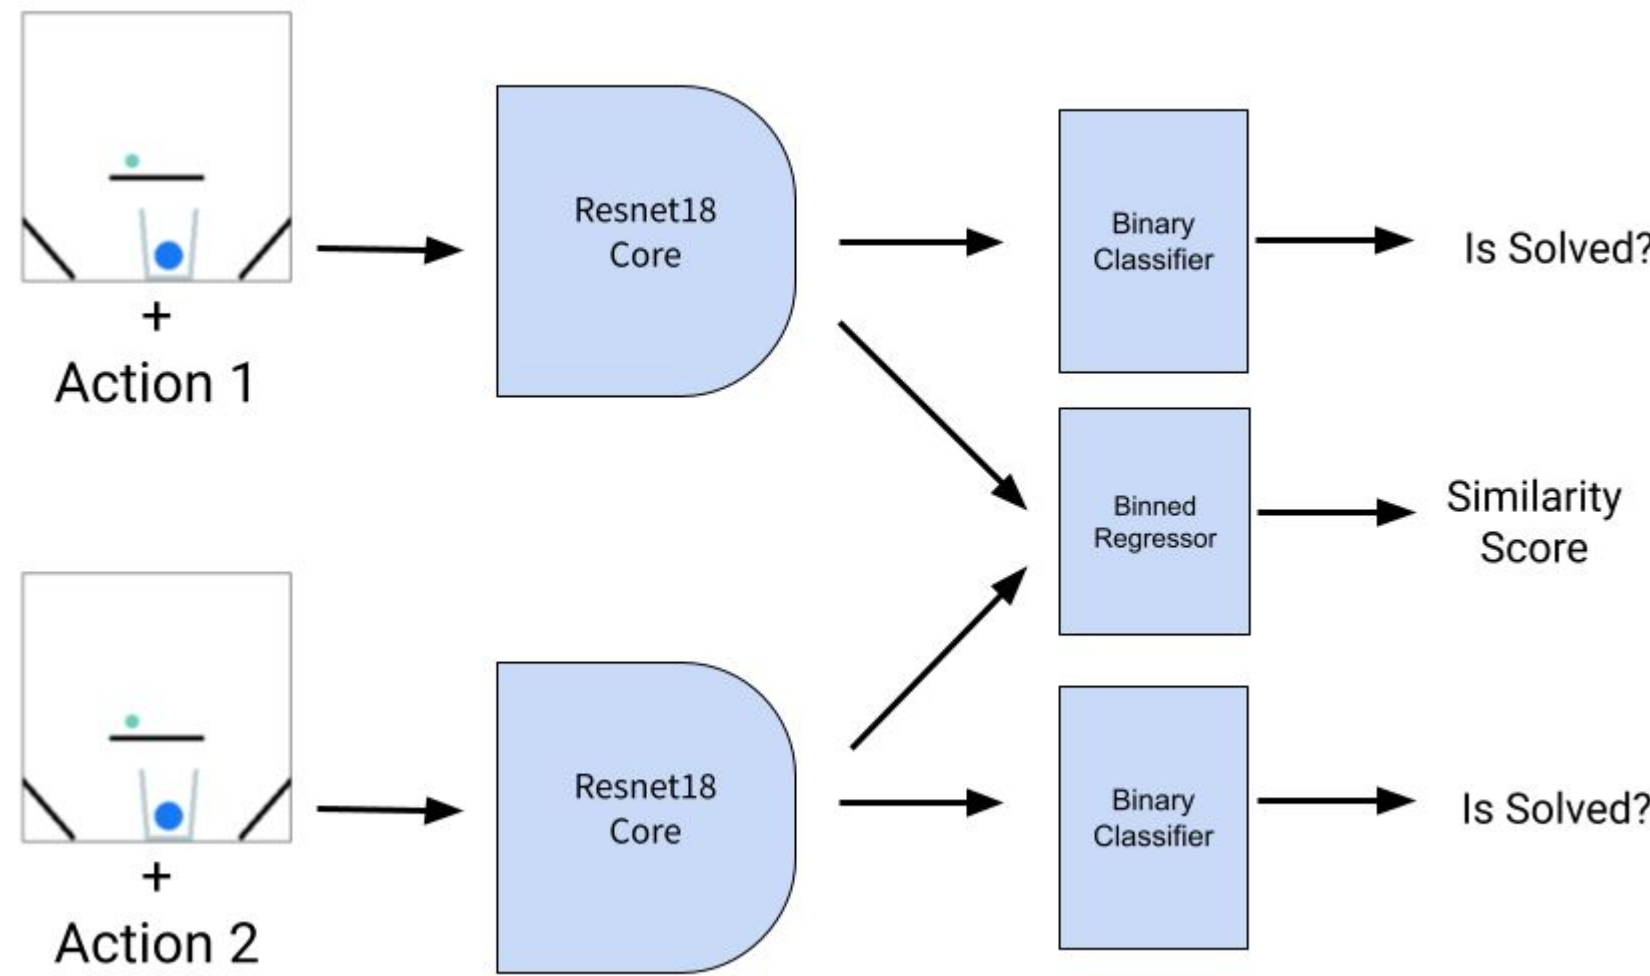 +
Action 1
Resnet18
Core
Binary
Classifier
Is Solved?
Binned
Regressor
Similarity
Score
+
Action 2
Resnet18
Core
Binary
Classifier
Is Solved?